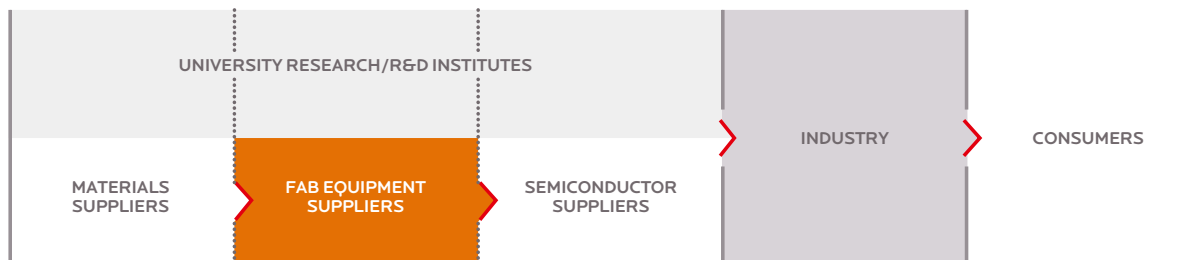 UNIVERSITY RESEARCH/R&D INSTITUTES
MATERIALS
SUPPLIERS
FAB EQUIPMENT
SUPPLIERS
SEMICONDUCTOR
SUPPLIERS
INDUSTRY
CONSUMERS